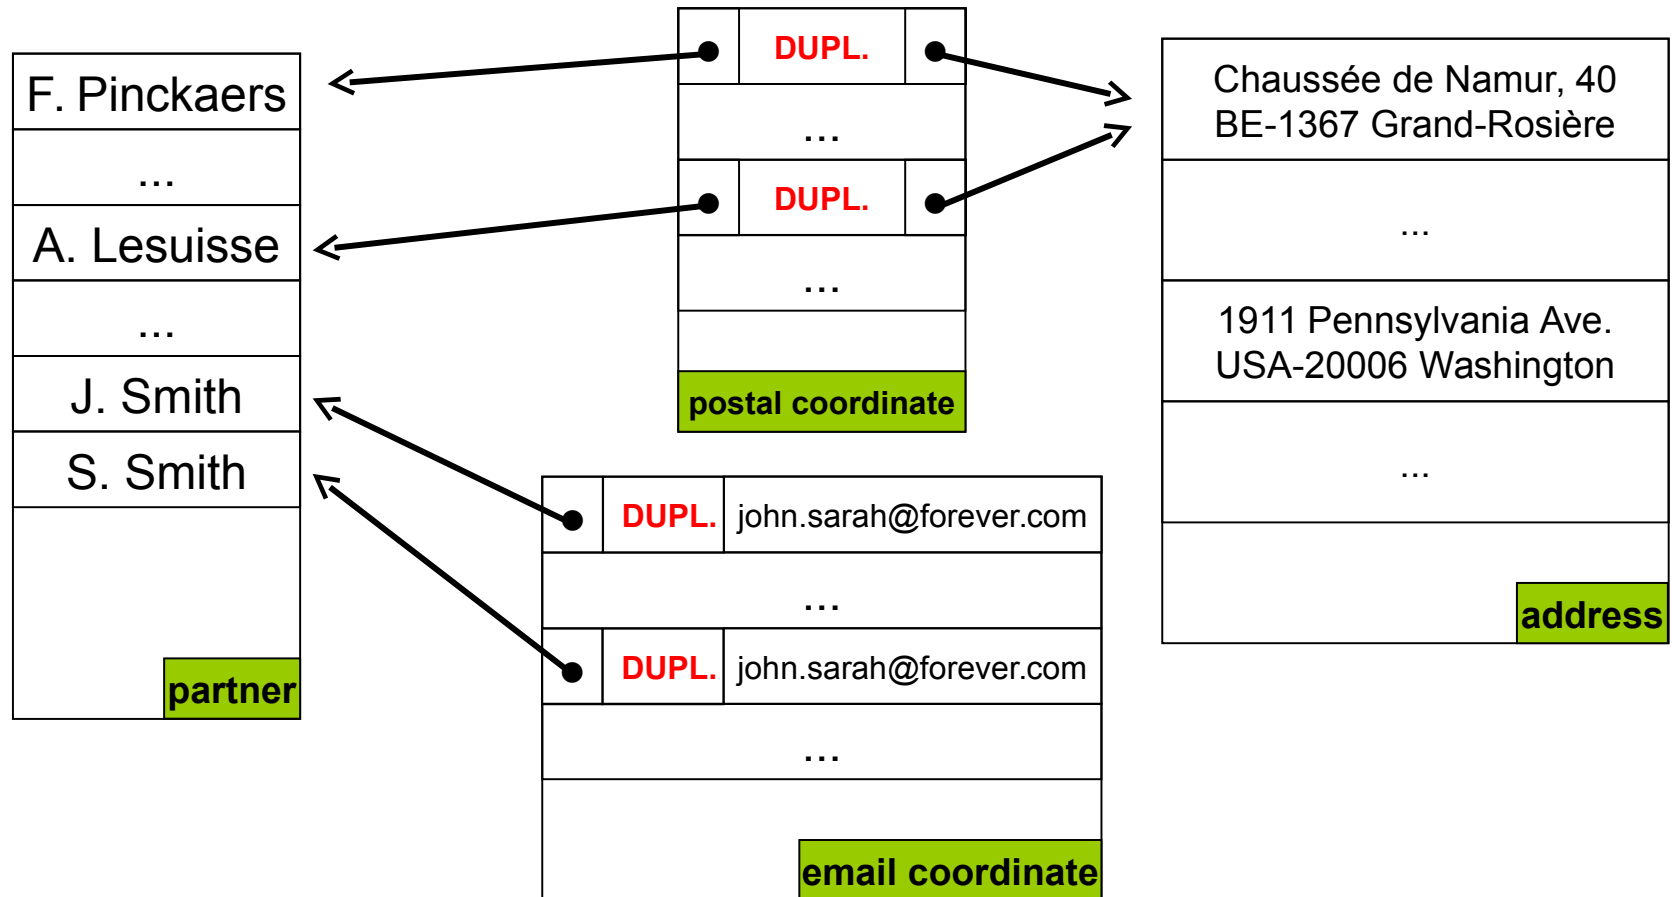 F. Pinckaers
...
A. Lesuisse
...
J. Smith
S. Smith
partner
DUPL.
...
DUPL.
...
postal coordinate
DUPL. john.sarah@forever.com
...
DUPL. john.sarah@forever.com
...
email coordinate
Chaussée de Namur, 40
BE-1367 Grand-Rosière
...
1911 Pennsylvania Ave.
USA-20006 Washington
...
address